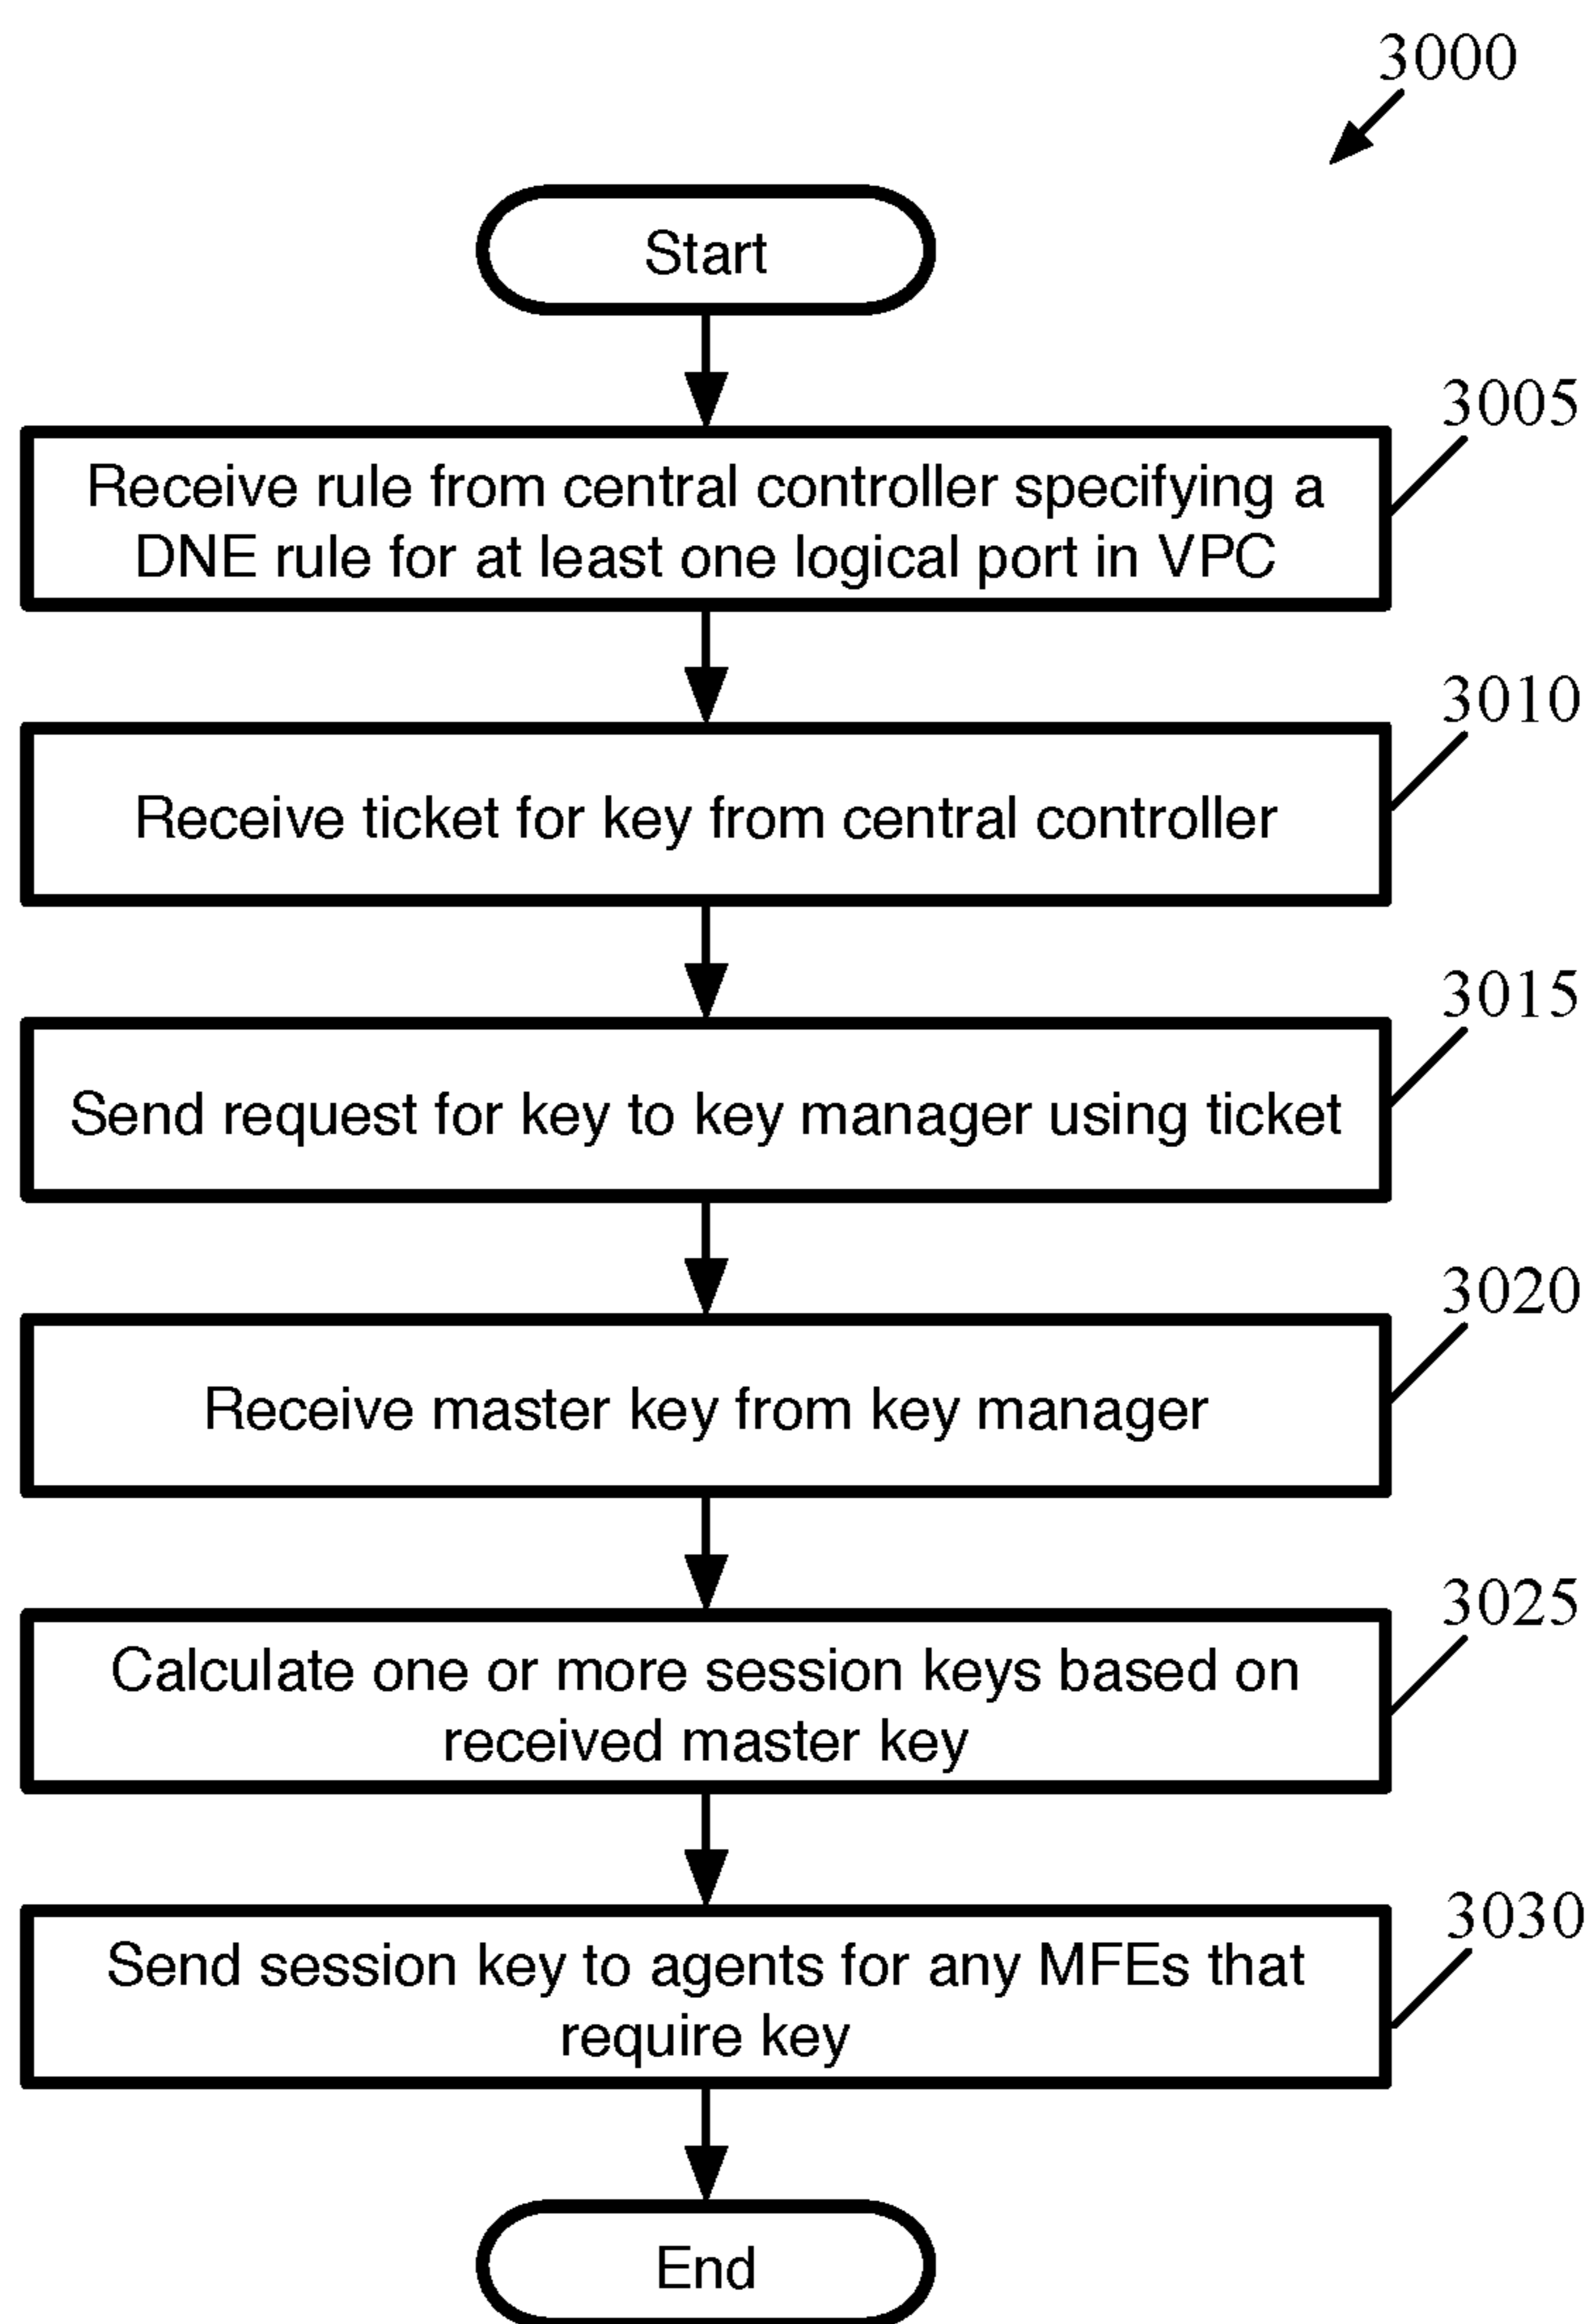 3000
Start
3005
Receive rule from central controller specifying a
DNE rule for at least one logical port in VPC
3010
Receive ticket for key from central controller
3015
Send request for key to key manager using ticket
3020
Receive master key from key manager
3025
Calculate one or more session keys based on
received master key
3030
Send session key to agents for any MFEs that
require key
End